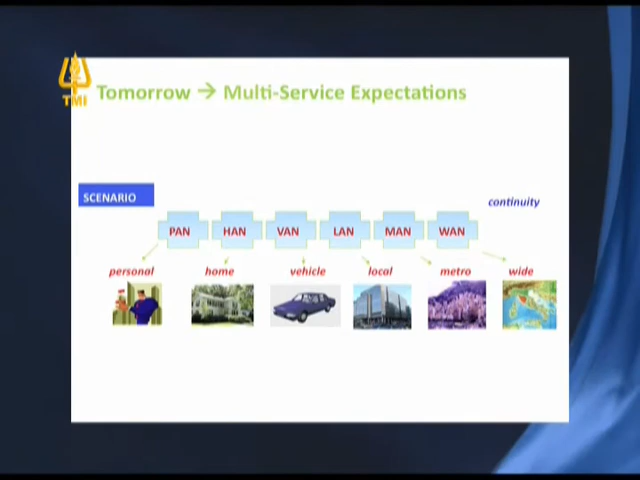 TMI
Tomorrow → Multi-Service Expectations
SCENARIO
continuity
PAN HAN VAN LAN MAN WAN
personal home vehicle local metro wide